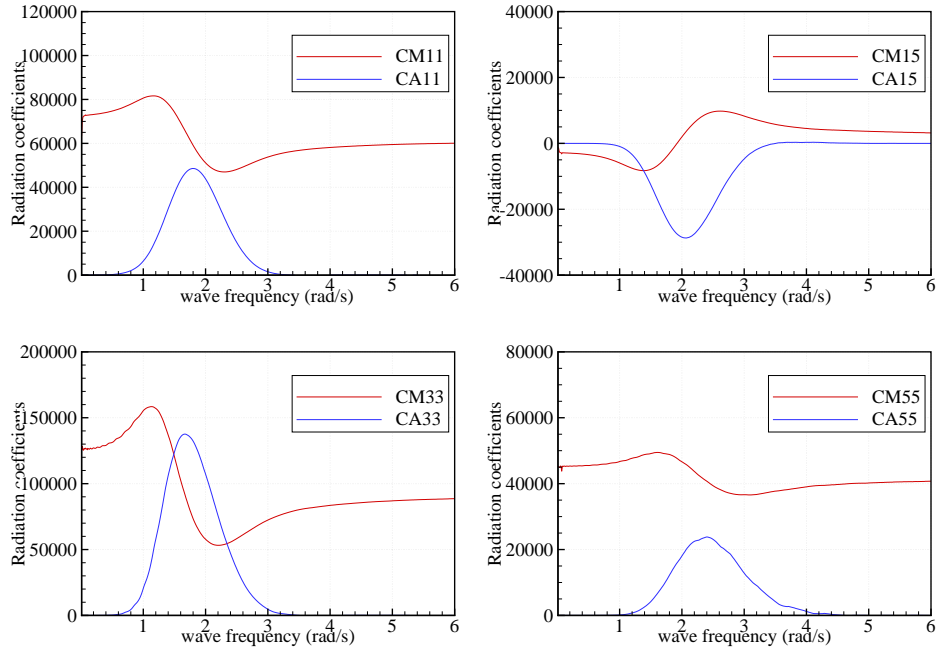 120000
100000
80000
60000
40000
20000
0
Radiation coefficients
CM11
CA11
1 2 3 4 5 6
wave frequency (rad/s)
40000
20000
0
-20000
-40000
Radiation coefficients
CM15
CA15
0 1 2 3 4 5 6
wave frequency (rad/s)
200000
150000
100000
50000
0
Radiation coefficients
CM33
CA33
1 2 3 4 5 6
wave frequency (rad/s)
80000
60000
40000
20000
0
Radiation coefficients
CM55
CA55
1 2 3 4 5 6
wave frequency (rad/s)